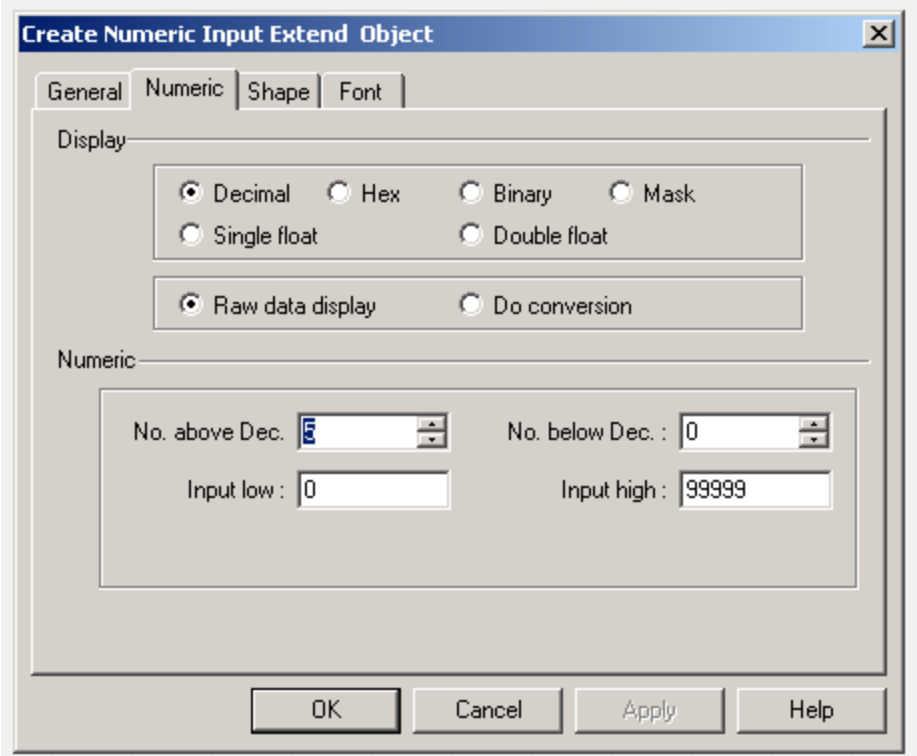 Create Numeric Input Extend Object
General Numeric Shape Font
Display
Decimal Hex Binary Mask
Single float Double float
Raw data display Do conversion
Numeric
No. above Dec. 5 No. below Dec. : 0
Input low : 0 Input high : 99999
OK Cancel Apply Help